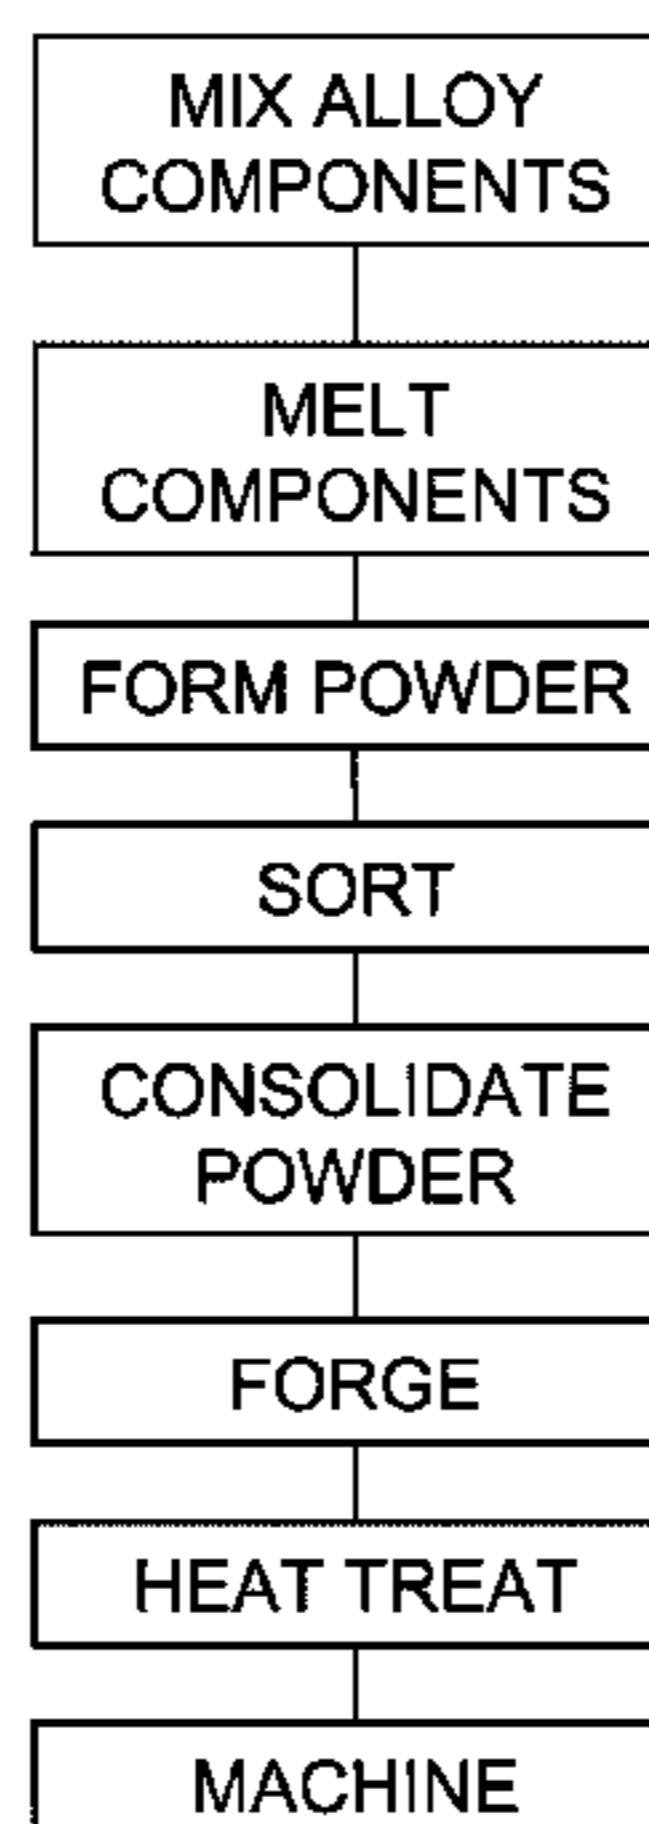 MIX ALLOY
COMPONENTS
MELT
COMPONENTS
FORM POWDER
SORT
CONSOLIDATE
POWDER
FORGE
HEAT TREAT
MACHINE